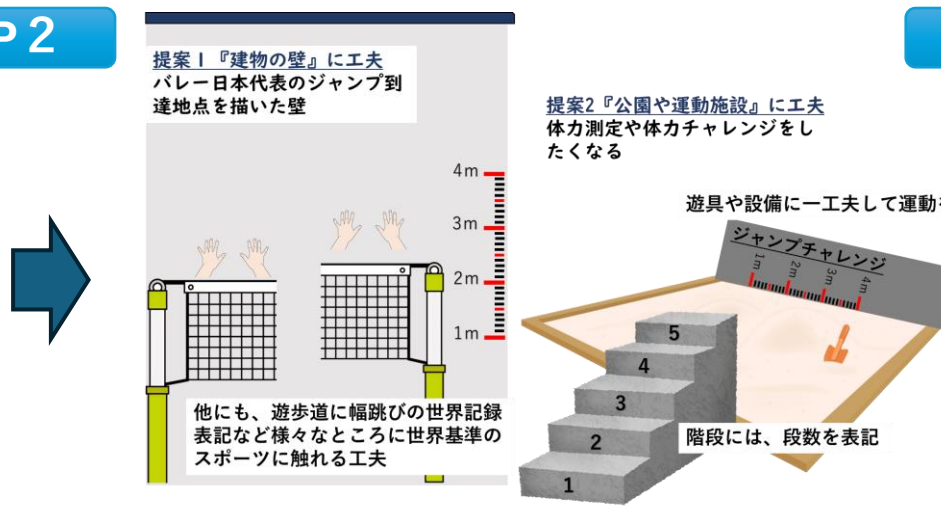 P 2
提案1『建物の壁』に工夫
バレー日本代表のジャンプ到
達地点を描いた壁
4m
3m
2m
1m
他にも、遊歩道に幅跳びの世界記録
表記など様々なところに世界基準の
スポーツに触れる工夫
提案2『公園や運動施設』に工夫
体力測定や体力チャレンジをし
たくなる
遊具や設備に一工夫して運動
ジャンプチャレンジ
1m 2m 3m 4m
5
4
3
2
1
階段には、段数を表記